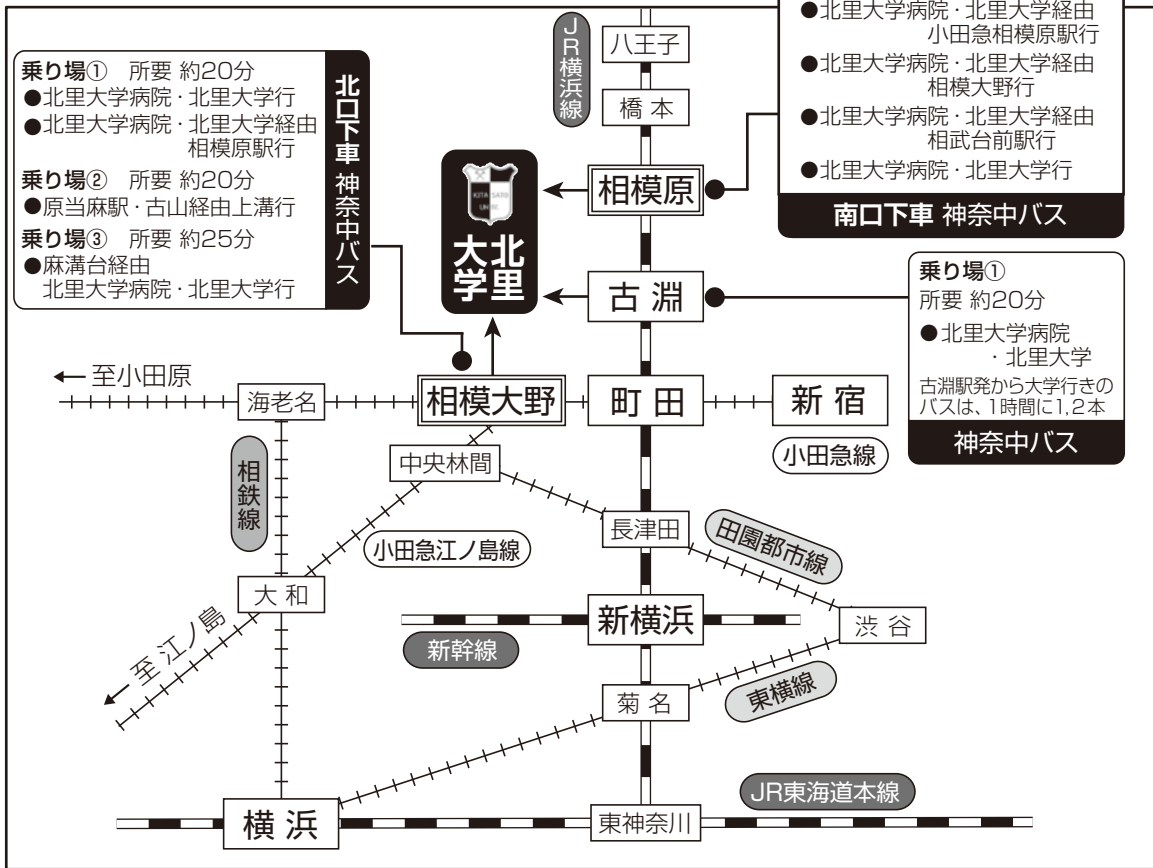 ●北里大学病院・北里大学経由
小田急相模原駅行
●北里大学病院・北里大学経由
相模大野行
●北里大学病院・北里大学経由
相武台前駅行
●北里大学病院・北里大学行
南口下車 神奈中バス
乗り場① 所要 約20分
●北里大学病院・北里大学行
●北里大学病院・北里大学経由
相模原駅行
乗り場② 所要 約20分
●原当麻駅・古山経由上溝行
乗り場③ 所要 約25分
●麻溝台経由
北里大学病院・北里大学行
北口下車 神奈中バス
JR横浜線
八王子
橋本
相模原
KITASATO
UNIV.
北里
大学
古淵
乗り場①
所要 約20分
●北里大学病院
・北里大学
古淵駅発から大学行きの
バスは、1時間に1,2本
神奈中バス
←至小田原
海老名
相模大野
町田
新宿
小田急線
中央林間
相鉄線
長津田
田園都市線
小田急江ノ島線
大和
新横浜
渋谷
新幹線
←至江ノ島
菊名
東横線
JR東海道本線
横浜
東神奈川